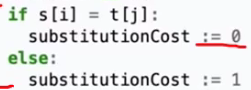 if s[i] = t[j]:
substitutionCost := 0
else:
substitutionCost := 1